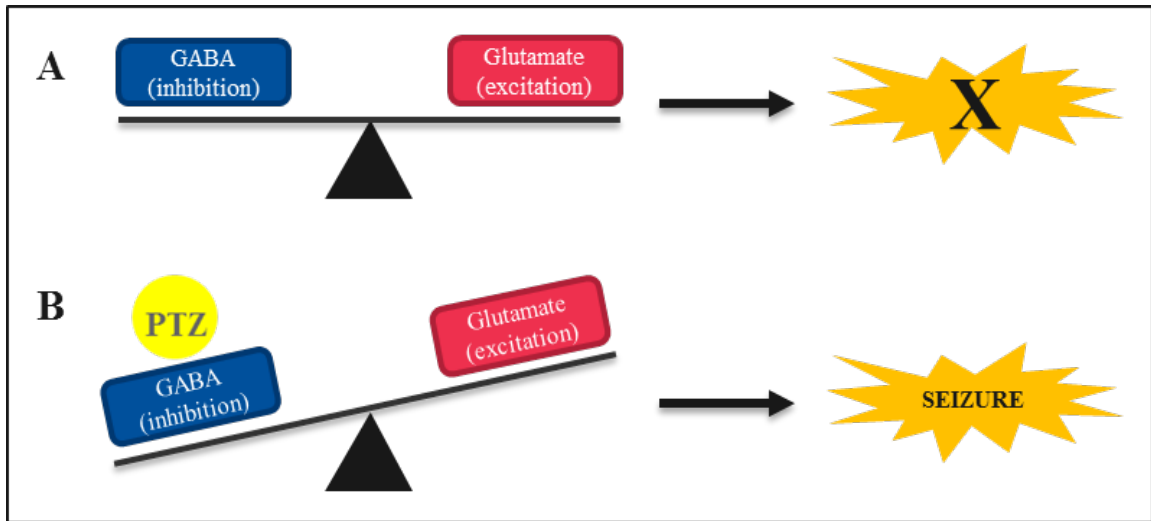 A
GABA
(inhibition)
Glutamate
(excitation)
X
B
PTZ
GABA
(inhibition)
Glutamate
(excitation)
SEIZURE